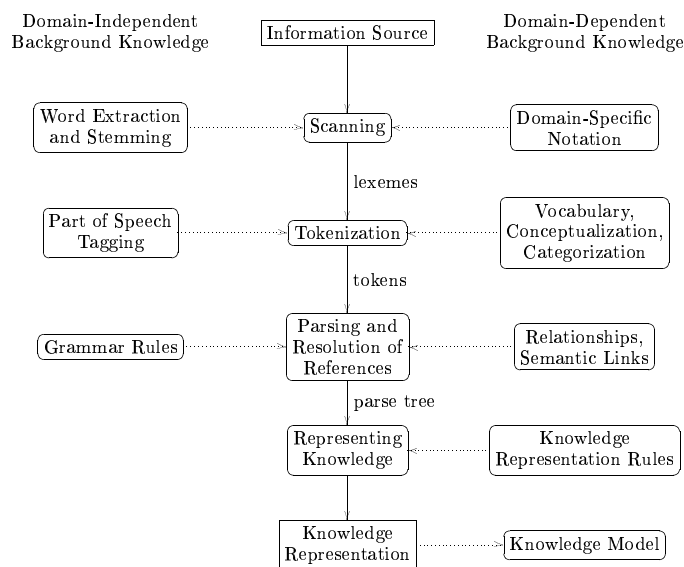 Domain-Independent
Background Knowledge
Information Source
Domain-Dependent
Background Knowledge
Word Extraction
and Stemming
Scanning
Domain-Specific
Notation
lexemes
Part of Speech
Tagging
Tokenization
Vocabulary,
Conceptualization,
Categorization
tokens
Grammar Rules
Parsing and
Resolution of
References
Relationships,
Semantic Links
parse tree
Representing
Knowledge
Knowledge
Representation Rules
Knowledge
Representation
Knowledge Model